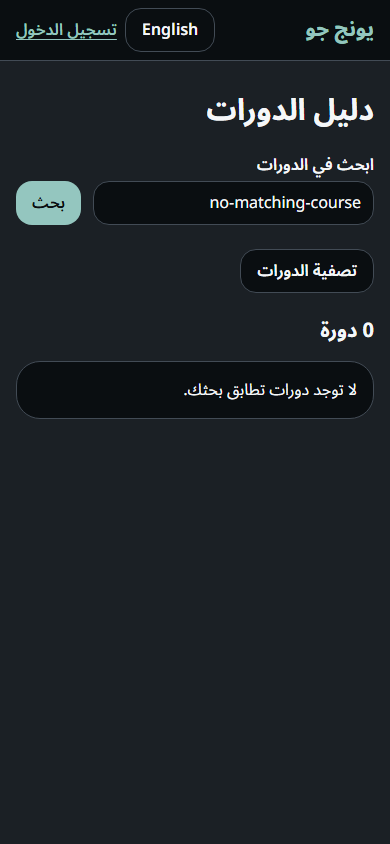 يونج جو
English
تسجيل الدخول
دليل الدورات
ابحث في الدورات
no-matching-course
بحث
تصفية الدورات
0 دورة
لا توجد دورات تطابق بحثك.